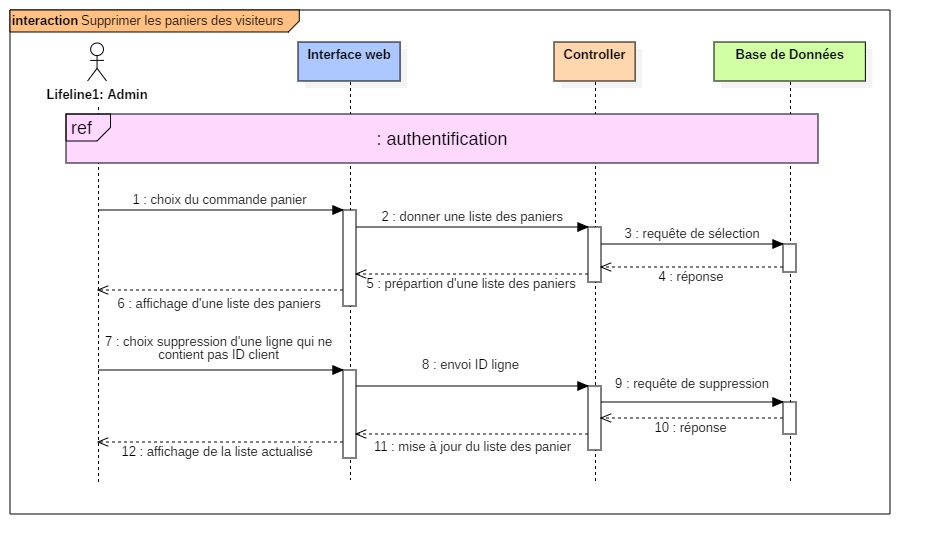 interaction Supprimer les paniers des visiteurs
Interface web
Controller
Base de Données
Lifeline1: Admin
ref
: authentification
1 : choix du commande panier
2 : donner une liste des paniers
3 : requête de sélection
4 : réponse
5 : prépartion d'une liste des paniers
6 : affichage d'une liste des paniers
7 : choix suppression d'une ligne qui ne
contient pas ID client
8 : envoi ID ligne
9 : requête de suppression
10 : réponse
11 : mise à jour du liste des panier
12 : affichage de la liste actualisé